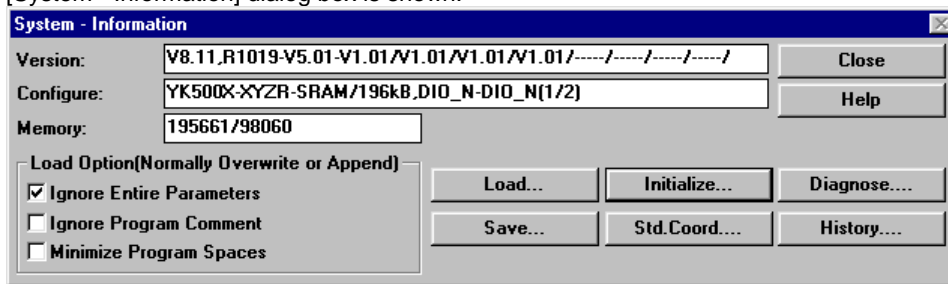 [System - Information] dialog box is shown.
System - Information
Version: V8.11,R1019-V5.01-V1.01/V1.01/V1.01/V1.01/-----/-----/-----/-----/ Close
Configure: YK500X-XYZR-SRAM/196kB,DIO_N-DIO_N(1/2) Help
Memory: 195661/98060
Load Option(Normally Overwrite or Append)
Ignore Entire Parameters Load... Initialize... Diagnose....
Ignore Program Comment Save... Std.Coord.... History....
Minimize Program Spaces